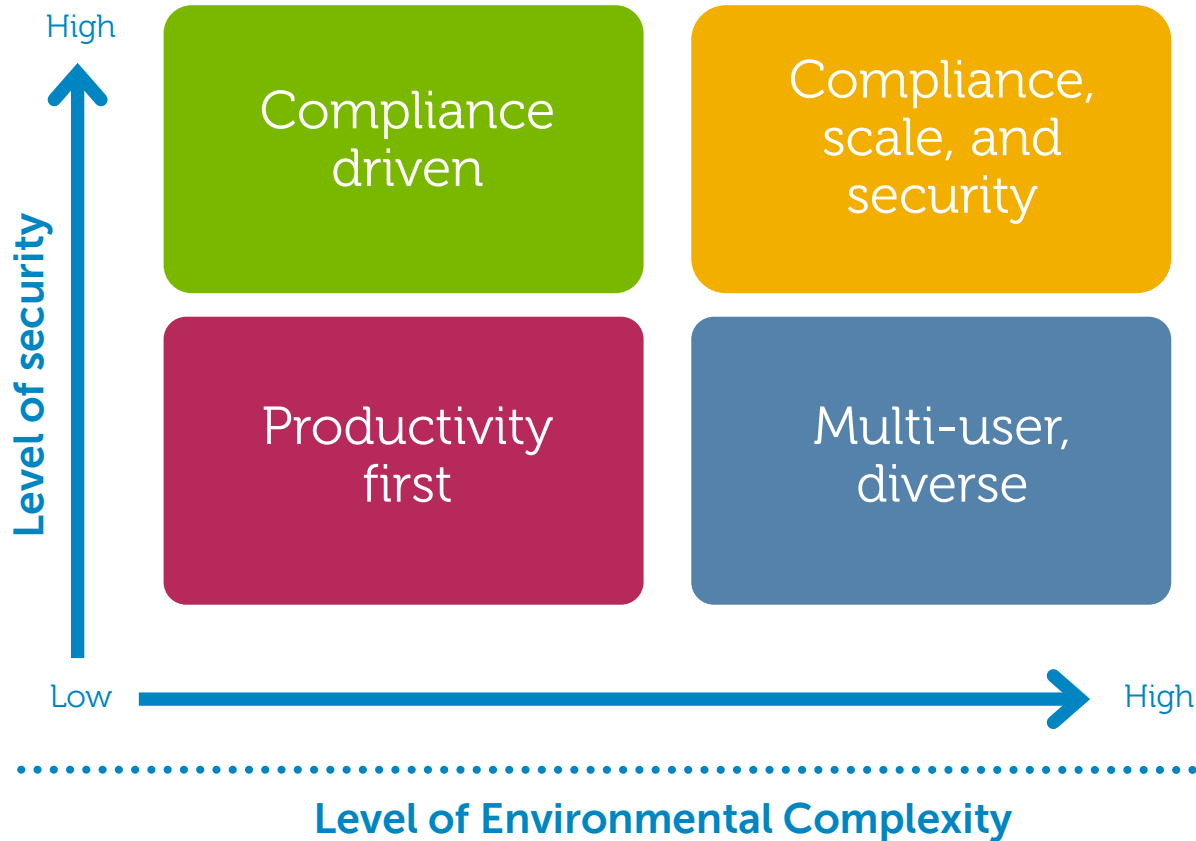 High
Compliance
driven
Compliance,
scale, and
security
Level of security
Productivity
first
Multi-user,
diverse
Low
High
Level of Environmental Complexity